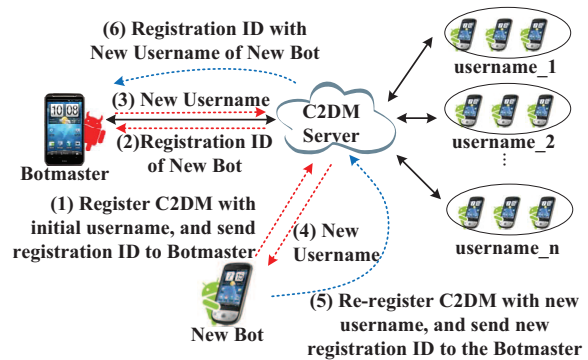 (6) Registration ID with
New Username of New Bot
(3) New Username
C2DM
Server
(2)Registration ID
of New Bot
Botmaster
username_1
username_2
⋮
username_n
(1) Register C2DM with
initial username, and send
registration ID to Botmaster
(4) New
Username
New Bot
(5) Re-register C2DM with new
username, and send new
registration ID to the Botmaster